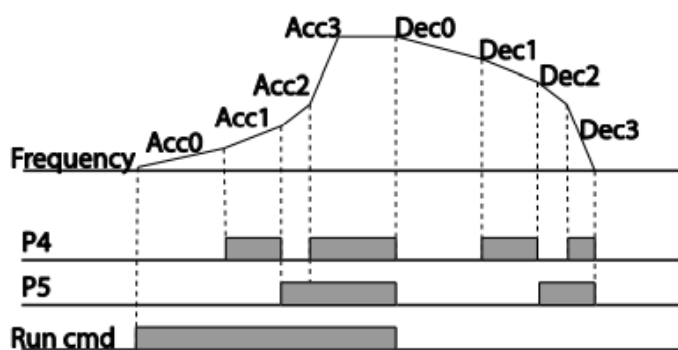 Acc3 Dec0
Dec1
Acc2 Dec2
Acc1
Acc0 Dec3
Frequency
P4
P5
Run cmd